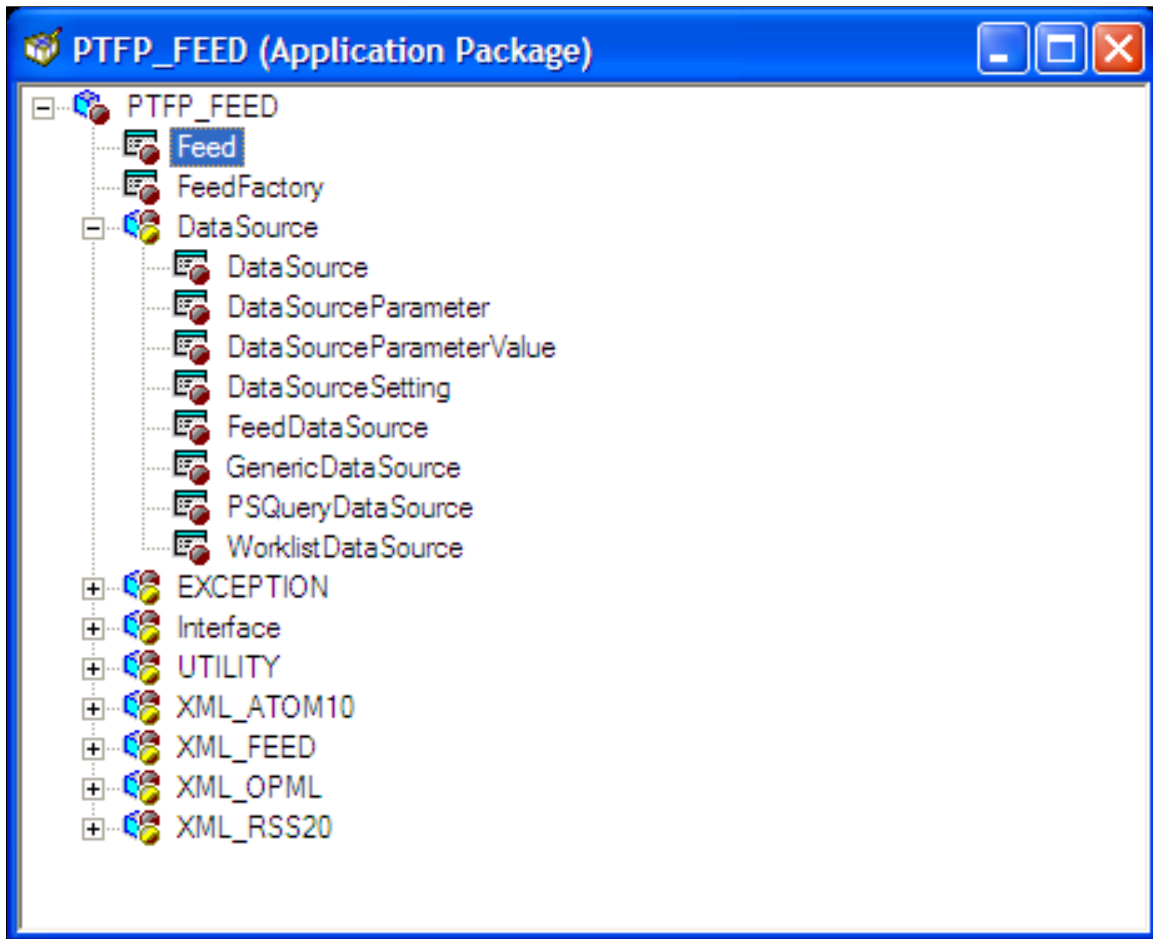 PTFP_FEED (Application Package)
PTFP_FEED
Feed
FeedFactory
DataSource
DataSource
DataSourceParameter
DataSourceParameterValue
DataSourceSetting
FeedDataSource
GenericDataSource
PSQueryDataSource
WorklistDataSource
EXCEPTION
Interface
UTILITY
XML_ATOM10
XML_FEED
XML_OPML
XML_RSS20